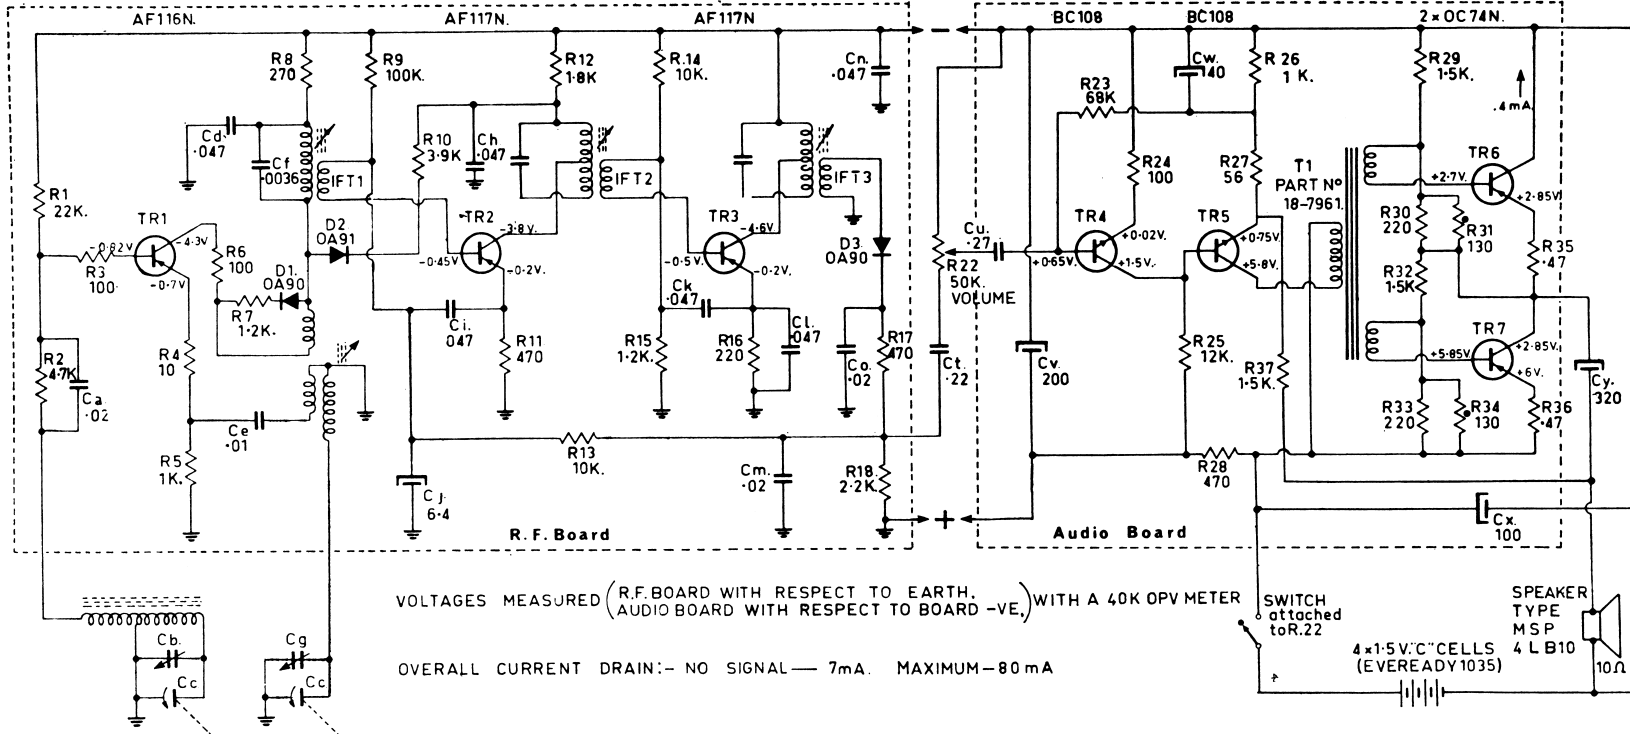 AF116N. AF117N. AF117N BC108 BC108 2×OC74N.
R8
270
R9
100K.
R12
1·8K
R.14
10K.
Cn.
·047
−
Cw.
40
R 26
1 K.
R29
1·5K.
R23
68K
·4mA.
Cd
·047
Cf
·0036
IFT1
R10
3.9K
Ch
·047
IFT2
IFT3
R24
100
R27
56
T1
PART Nº
18-7961.
TR6
+2·7V.
+2·85V.
R1
22K.
TR1
−0·82V
−4·3V
−0·7V
R3
100
R6
100
D2
OA91
D1.
OA90
R7
1·2K.
TR2
−3·8V.
−0·45V
−0·2V.
TR3
−4·6V.
−0·5V.
−0·2V.
D3.
OA90
Cu.
·27
R22
50K.
VOLUME
TR4
+0·02V.
+0·65V
+1·5V.
TR5
+0·75V.
+5·8V.
R30
220
R31
130
R32
1·5K
R35
·47
R2
4·7K
Ca
·02
R4
10
Ce
·01
R5
1K.
Ci.
047
R11
470
R15
1·2K.
Ck
·047
R16
220
Cl.
·047
Co.
·02
R17
470
Ct.
·22
Cv.
200
R25
12K.
R37
1·5K.
TR7
+2·85V.
+5·85V.
+6V.
R33
220
R34
130
R36
·47
Cy.
320
R13
10K.
Cj.
6·4
Cm.
·02
R18.
2·2K.
R28
470
Cx.
100
+
R.F.Board
Audio Board
VOLTAGES MEASURED (R.F.BOARD WITH RESPECT TO EARTH,
AUDIO BOARD WITH RESPECT TO BOARD -VE,) WITH A 40K OPV METER
SWITCH
attached
to R.22
SPEAKER
TYPE
MSP
4LB10
10Ω
Cb.
Cc
Cg
Cc
OVERALL CURRENT DRAIN:- NO SIGNAL — 7mA. MAXIMUM — 80mA
4×1·5V."C" CELLS
(EVEREADY 1035)